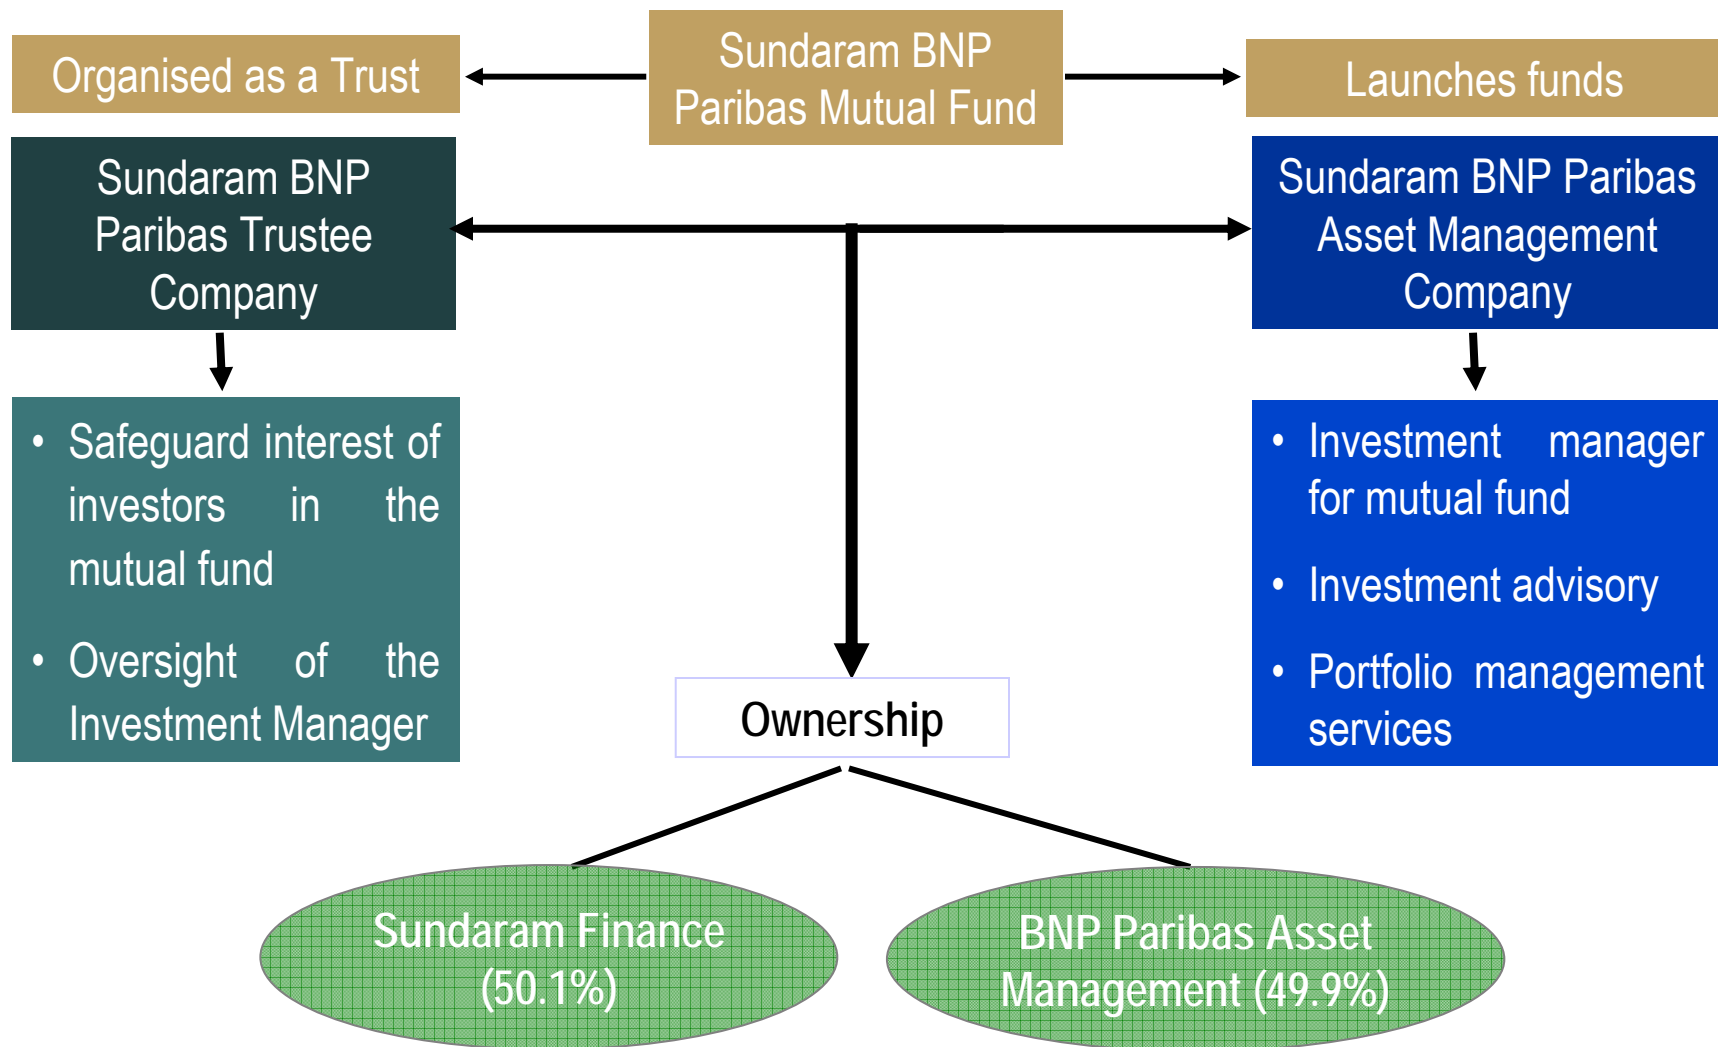 Organised as a Trust
Sundaram BNP
Paribas Mutual Fund
Launches funds
Sundaram BNP
Paribas Trustee
Company
Sundaram BNP Paribas
Asset Management
Company
• Safeguard interest of
investors in the
mutual fund
• Oversight of the
Investment Manager
• Investment manager
for mutual fund
• Investment advisory
• Portfolio management
services
Ownership
Sundaram Finance
(50.1%)
BNP Paribas Asset
Management (49.9%)